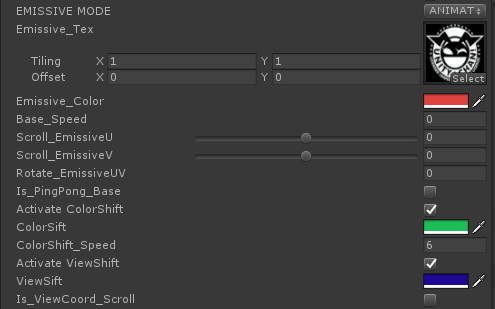 EMISSIVE MODE ANIMAT
Emissive_Tex
Tiling X 1 Y 1
Offset X 0 Y 0
Select
Emissive_Color
Base_Speed 0
Scroll_EmissiveU 0
Scroll_EmissiveV 0
Rotate_EmissiveUV 0
Is_PingPong_Base
Activate ColorShift
ColorSift
ColorShift_Speed 6
Activate ViewShift
ViewSift
Is_ViewCoord_Scroll